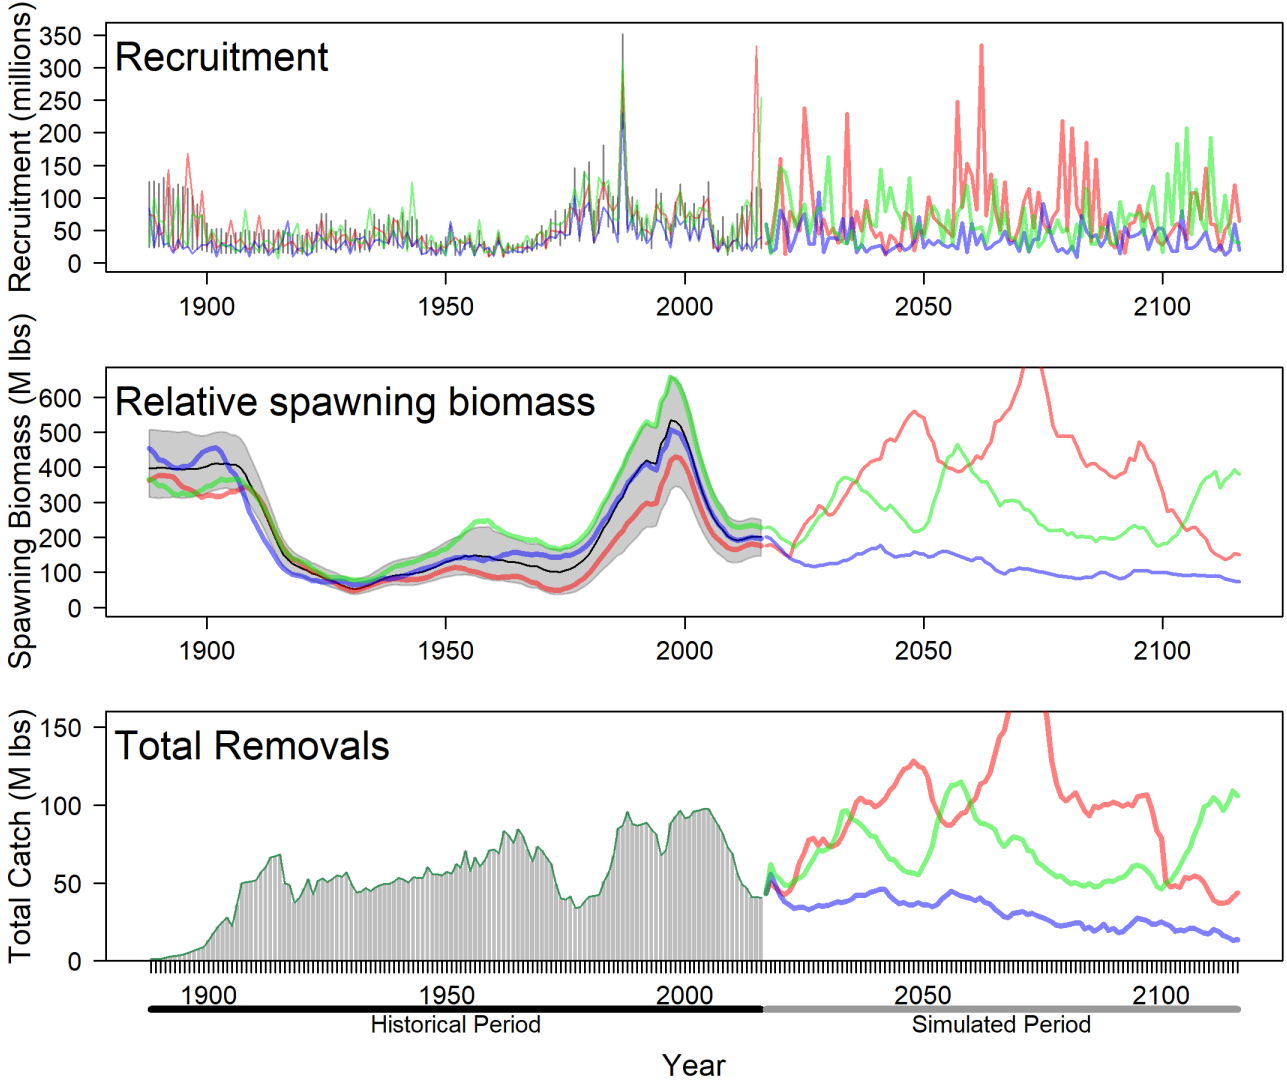 Recruitment (millions)
350
300
250
200
150
100
50
0
Recruitment
1900 1950 2000 2050 2100
Spawning Biomass (M lbs)
600
500
400
300
200
100
0
Relative spawning biomass
1900 1950 2000 2050 2100
Total Catch (M lbs)
150
100
50
0
Total Removals
1900 1950 2000 2050 2100
Historical Period Simulated Period
Year